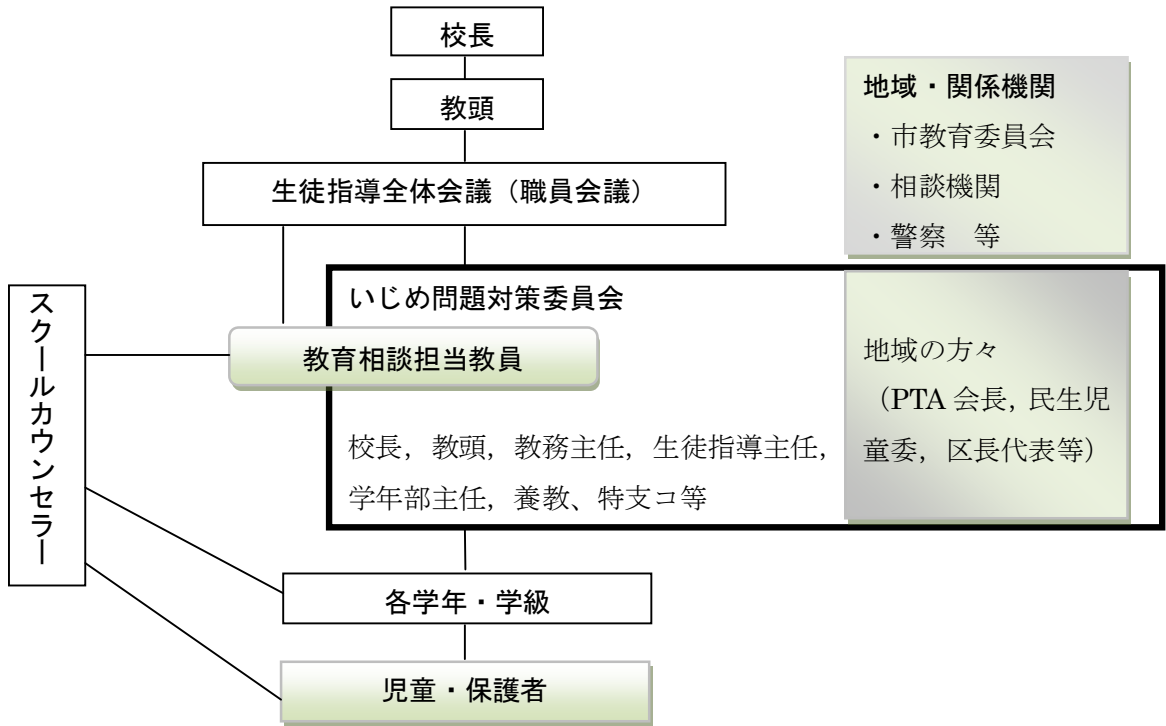 校長
教頭
生徒指導全体会議（職員会議）
地域・関係機関
・市教育委員会
・相談機関
・警察　等
スクールカウンセラー
いじめ問題対策委員会
教育相談担当教員
校長，教頭，教務主任，生徒指導主任，
学年部主任，養教、特支コ等
地域の方々
（PTA 会長，民生児
童委，区長代表等）
各学年・学級
児童・保護者